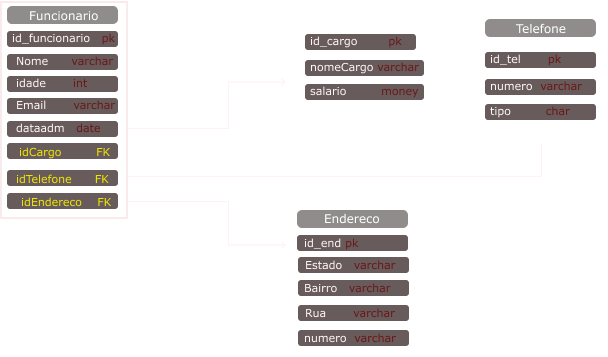 Funcionario
id_funcionario pk
Nome varchar
idade int
Email varchar
dataadm date
idCargo FK
idTelefone FK
idEndereco FK
id_cargo pk
nomeCargo varchar
salario money
Telefone
id_tel pk
numero varchar
tipo char
Endereco
id_end pk
Estado varchar
Bairro varchar
Rua varchar
numero varchar